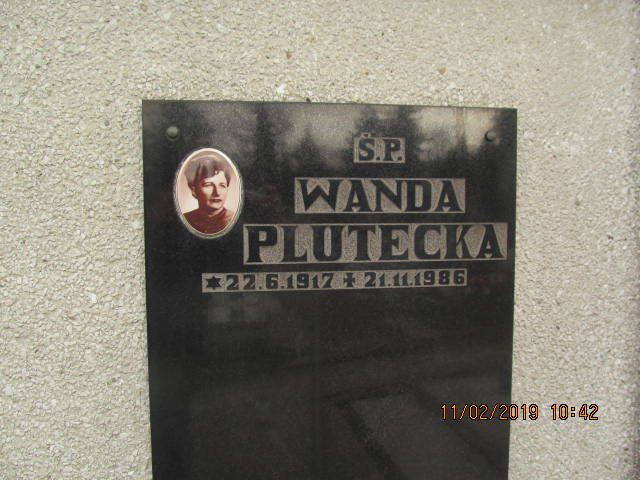 Ś.P.
WANDA
PLUTECKA
★22.6.1917 ✝21.11.1986
11/02/2019 10:42